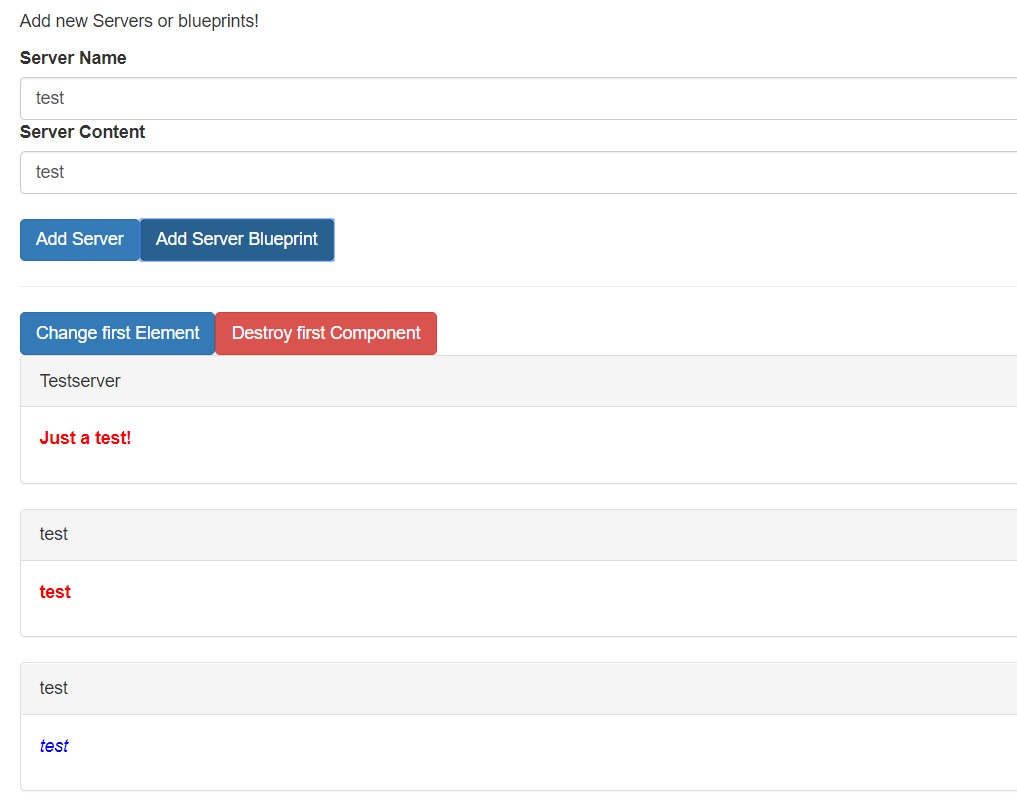 Add new Servers or blueprints!
Server Name
test
Server Content
test
Add Server Add Server Blueprint
Change first Element Destroy first Component
Testserver
Just a test!
test
test
test
test